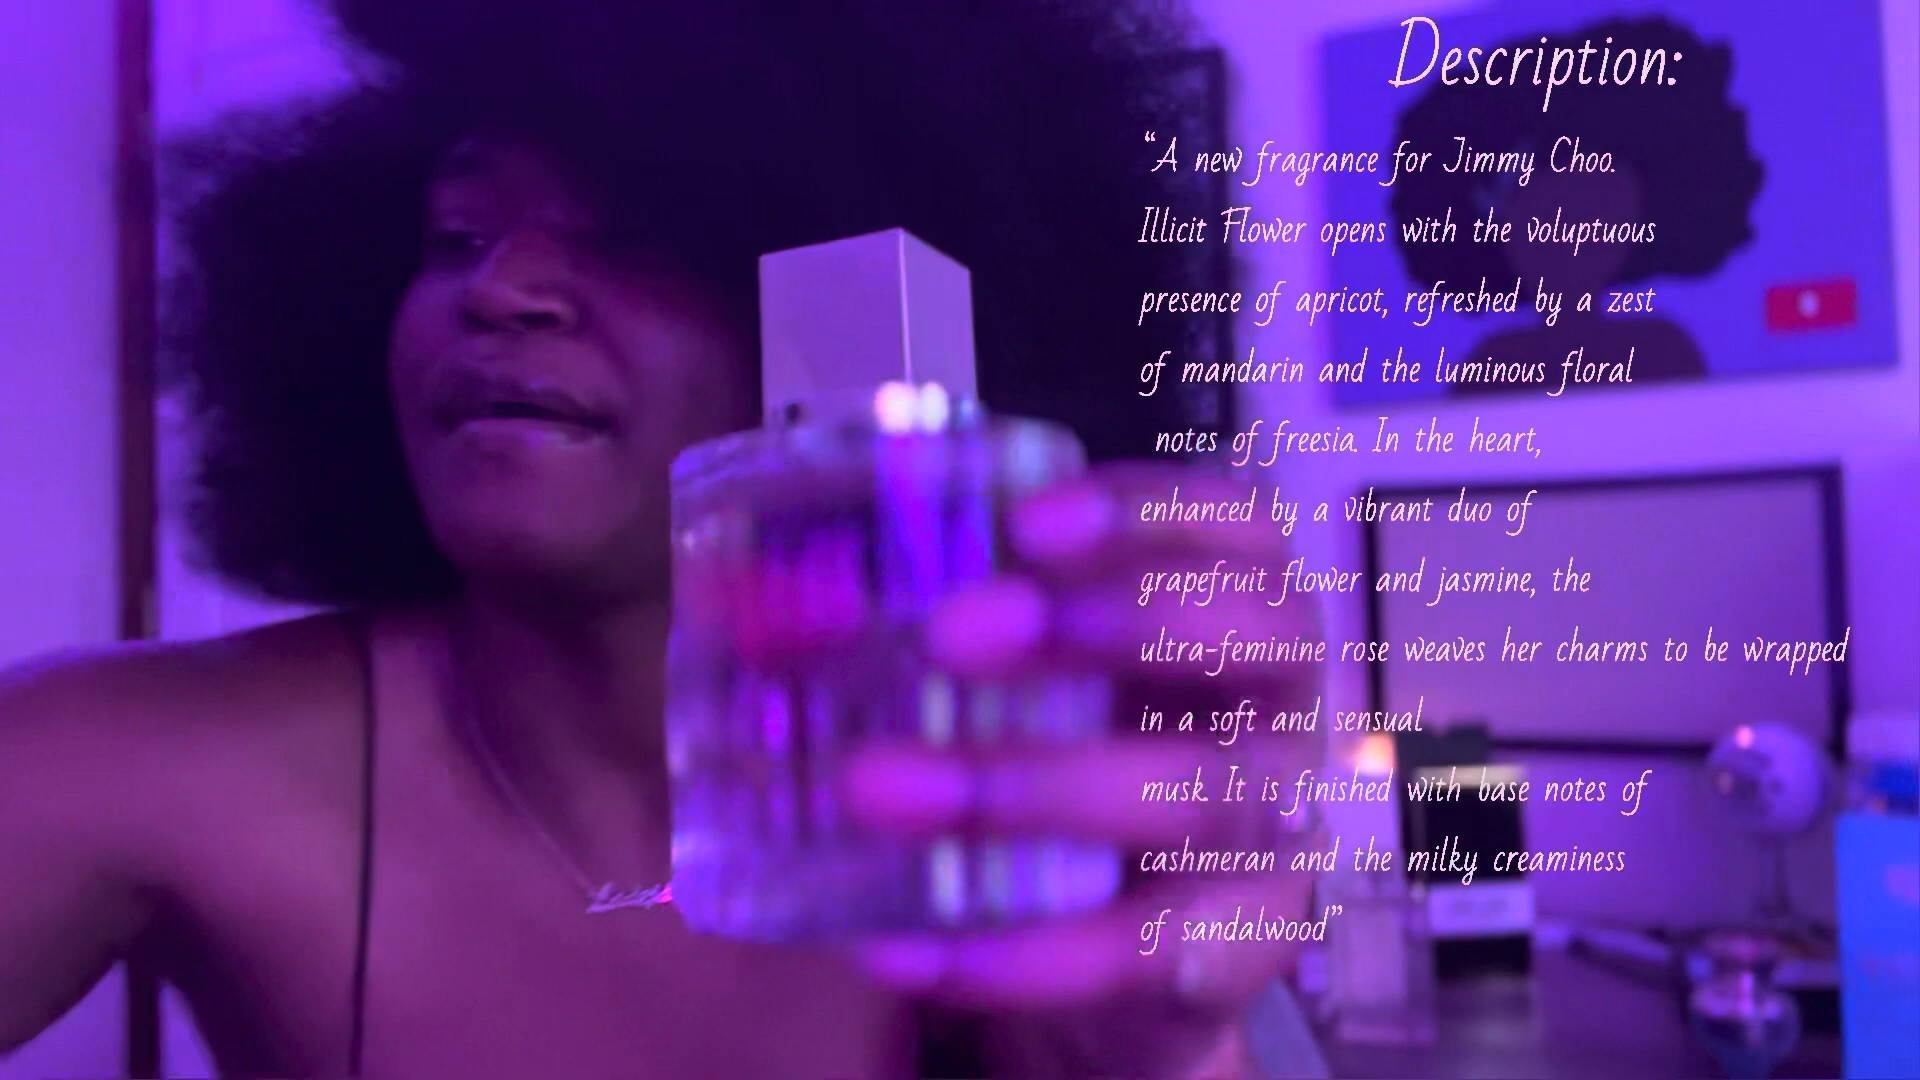 Description:
“A new fragrance for Jimmy Choo.
Illicit Flower opens with the voluptuous
presence of apricot, refreshed by a zest
of mandarin and the luminous floral
notes of freesia. In the heart,
enhanced by a vibrant duo of
grapefruit flower and jasmine, the
ultra-feminine rose weaves her charms to be wrapped
in a soft and sensual
musk. It is finished with base notes of
cashmeran and the milky creaminess
of sandalwood”